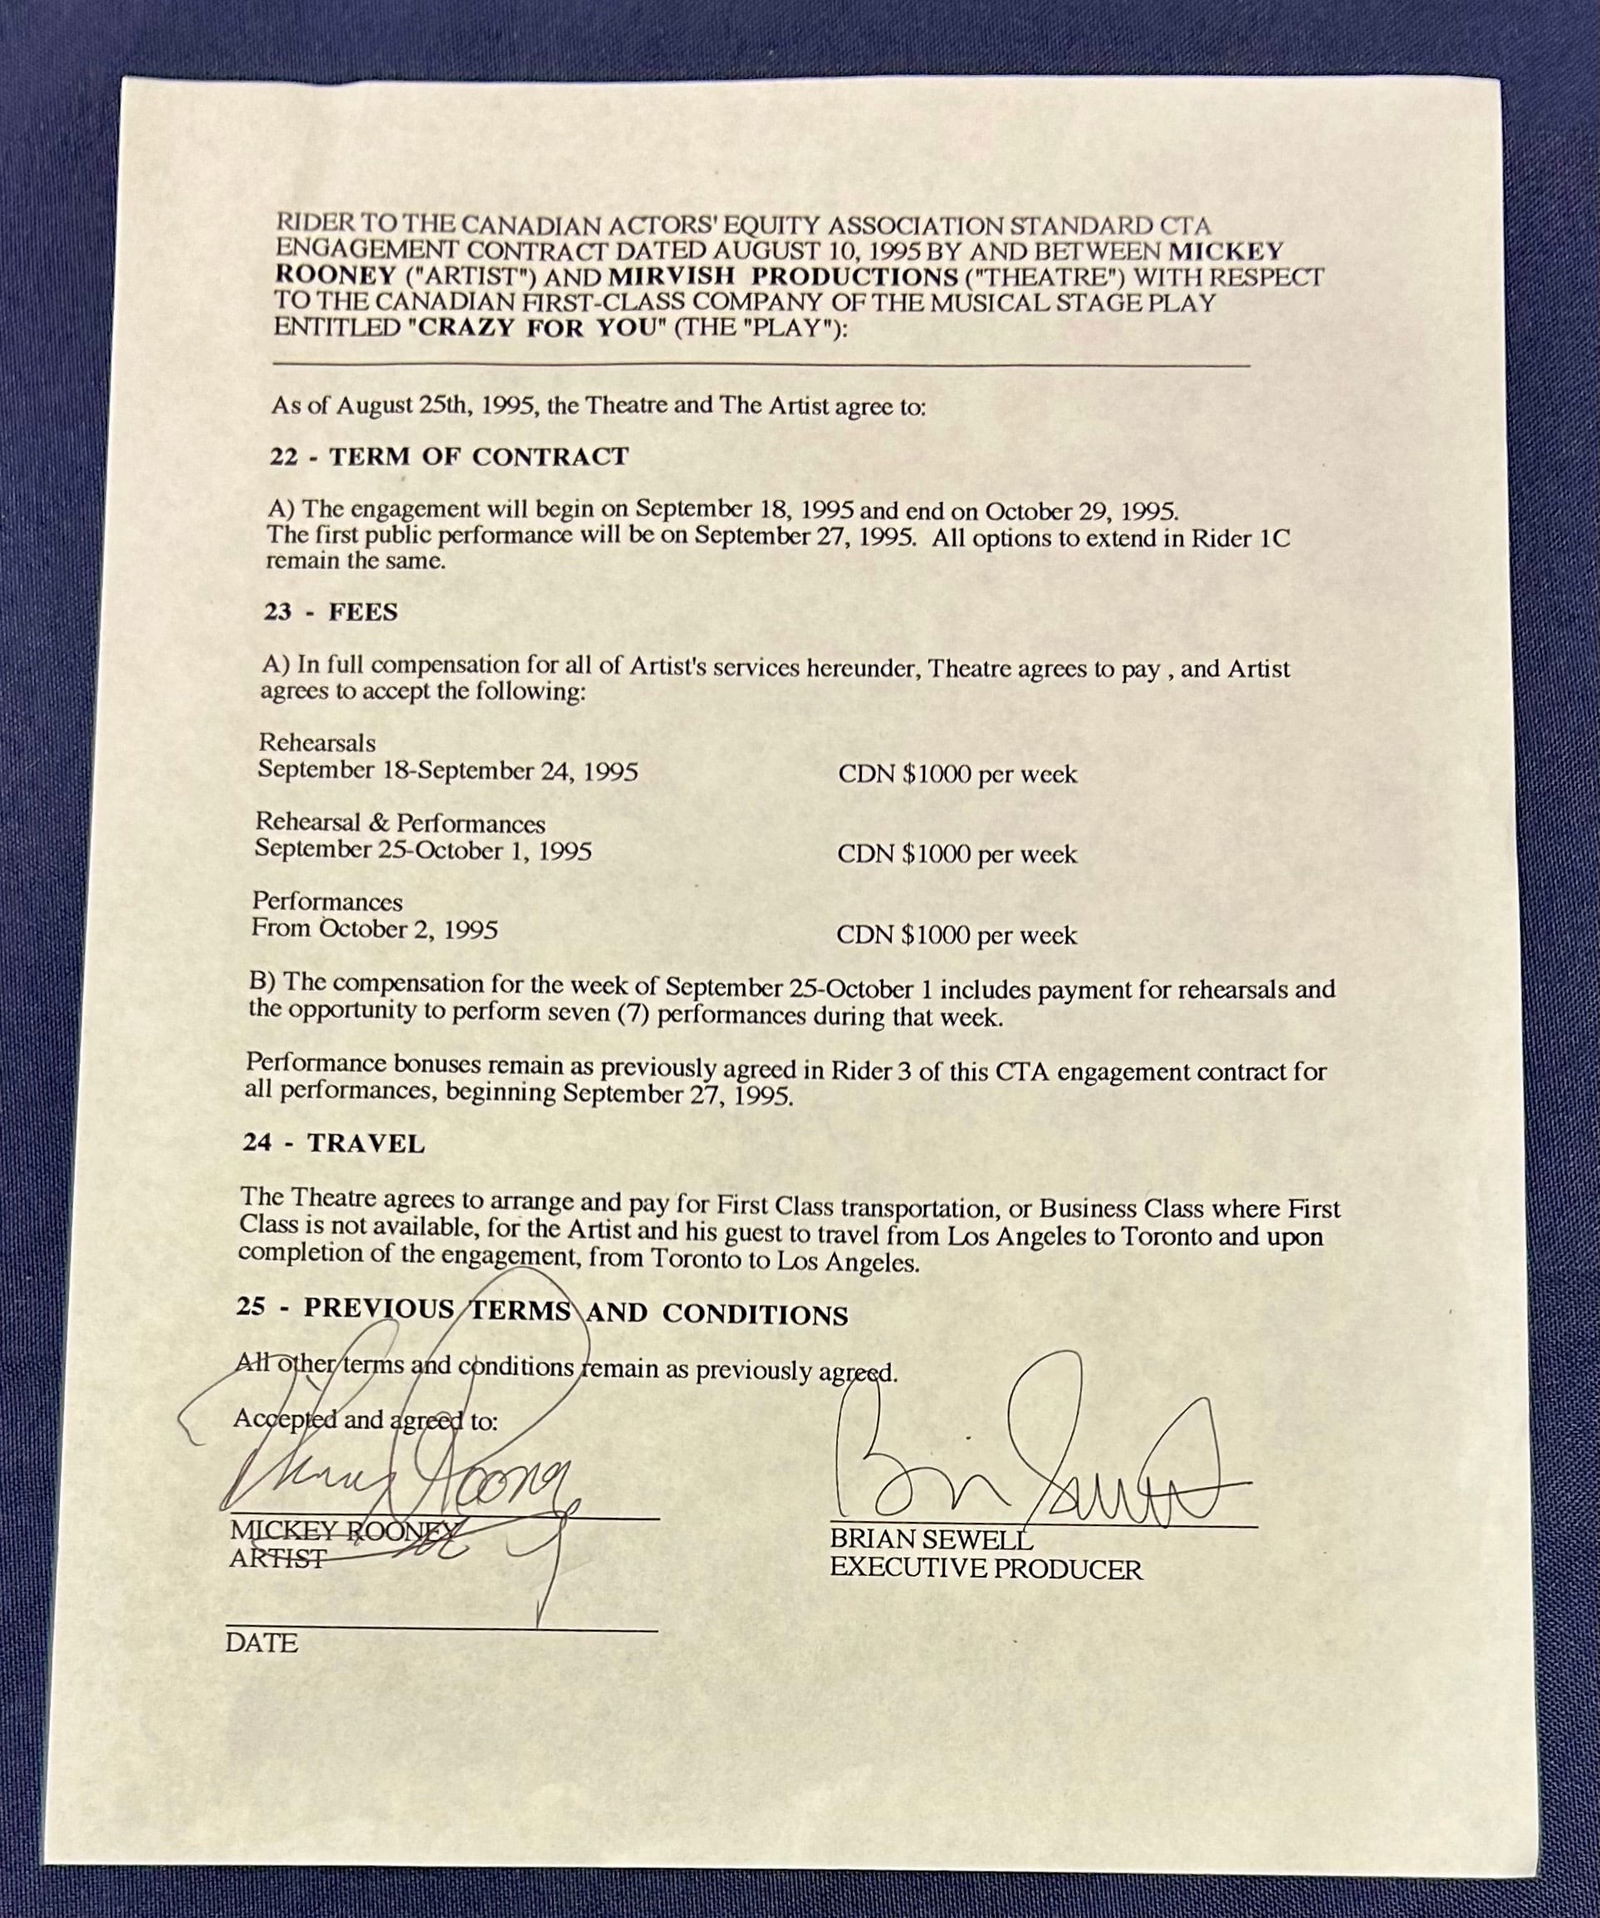 RIDER TO THE CANADIAN ACTORS' EQUITY ASSOCIATION STANDARD CTA
ENGAGEMENT CONTRACT DATED AUGUST 10, 1995 BY AND BETWEEN MICKEY
ROONEY ("ARTIST") AND MIRVISH PRODUCTIONS ("THEATRE") WITH RESPECT
TO THE CANADIAN FIRST-CLASS COMPANY OF THE MUSICAL STAGE PLAY
ENTITLED "CRAZY FOR YOU" (THE "PLAY"):
As of August 25th, 1995, the Theatre and The Artist agree to:
22 - TERM OF CONTRACT
A) The engagement will begin on September 18, 1995 and end on October 29, 1995.
The first public performance will be on September 27, 1995. All options to extend in Rider 1C
remain the same.
23 - FEES
A) In full compensation for all of Artist's services hereunder, Theatre agrees to pay , and Artist
agrees to accept the following:
Rehearsals
September 18-September 24, 1995 CDN $1000 per week
Rehearsal & Performances
September 25-October 1, 1995 CDN $1000 per week
Performances
From October 2, 1995 CDN $1000 per week
B) The compensation for the week of September 25-October 1 includes payment for rehearsals and
the opportunity to perform seven (7) performances during that week.
Performance bonuses remain as previously agreed in Rider 3 of this CTA engagement contract for
all performances, beginning September 27, 1995.
24 - TRAVEL
The Theatre agrees to arrange and pay for First Class transportation, or Business Class where First
Class is not available, for the Artist and his guest to travel from Los Angeles to Toronto and upon
completion of the engagement, from Toronto to Los Angeles.
25 - PREVIOUS TERMS AND CONDITIONS
All other terms and conditions remain as previously agreed.
Accepted and agreed to:
Mickey Rooney Brian Sewell
MICKEY ROONEY BRIAN SEWELL
ARTIST EXECUTIVE PRODUCER
DATE